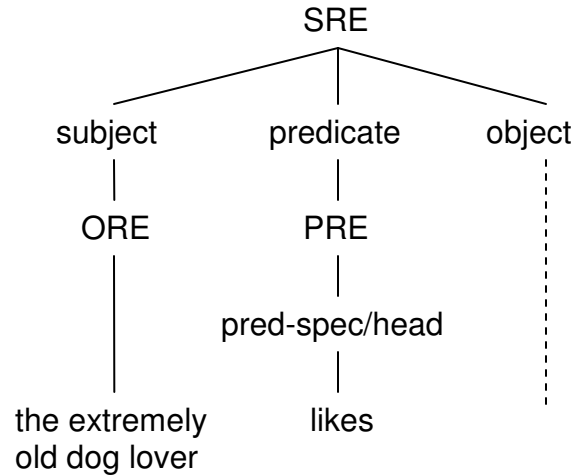 SRE
subject predicate object
ORE PRE
pred-spec/head
the extremely likes
old dog lover